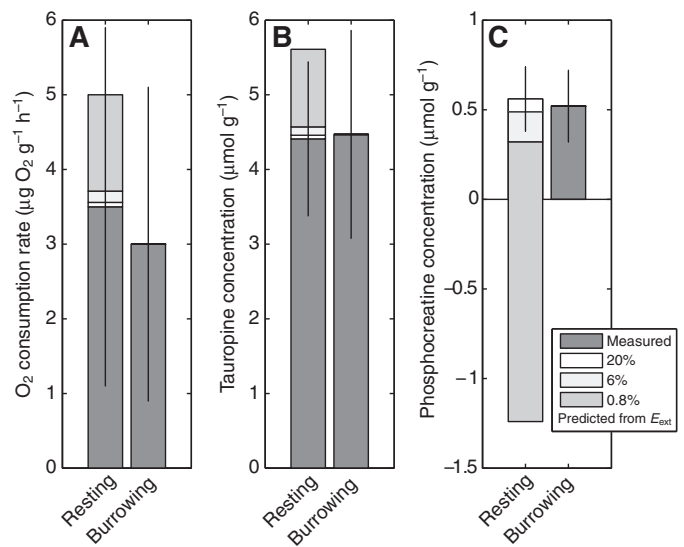 A
B
C
O₂ consumption rate (μg O₂ g⁻¹ h⁻¹)
6
5
4
3
2
1
0
Resting
Burrowing
Tauropine concentration (μmol g⁻¹)
6
5
4
3
2
1
0
Resting
Burrowing
Phosphocreatine concentration (μmol g⁻¹)
1
0.5
0
−0.5
−1
−1.5
Resting
Burrowing
Measured
20%
6%
0.8%
Predicted from Eext